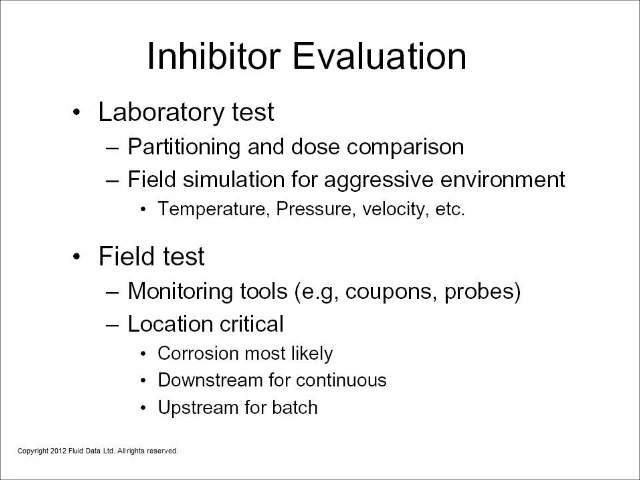 Inhibitor Evaluation
• Laboratory test
– Partitioning and dose comparison
– Field simulation for aggressive environment
• Temperature, Pressure, velocity, etc.
• Field test
– Monitoring tools (e.g, coupons, probes)
– Location critical
• Corrosion most likely
• Downstream for continuous
• Upstream for batch
Copyright 2012 Fluid Data Ltd. All rights reserved.